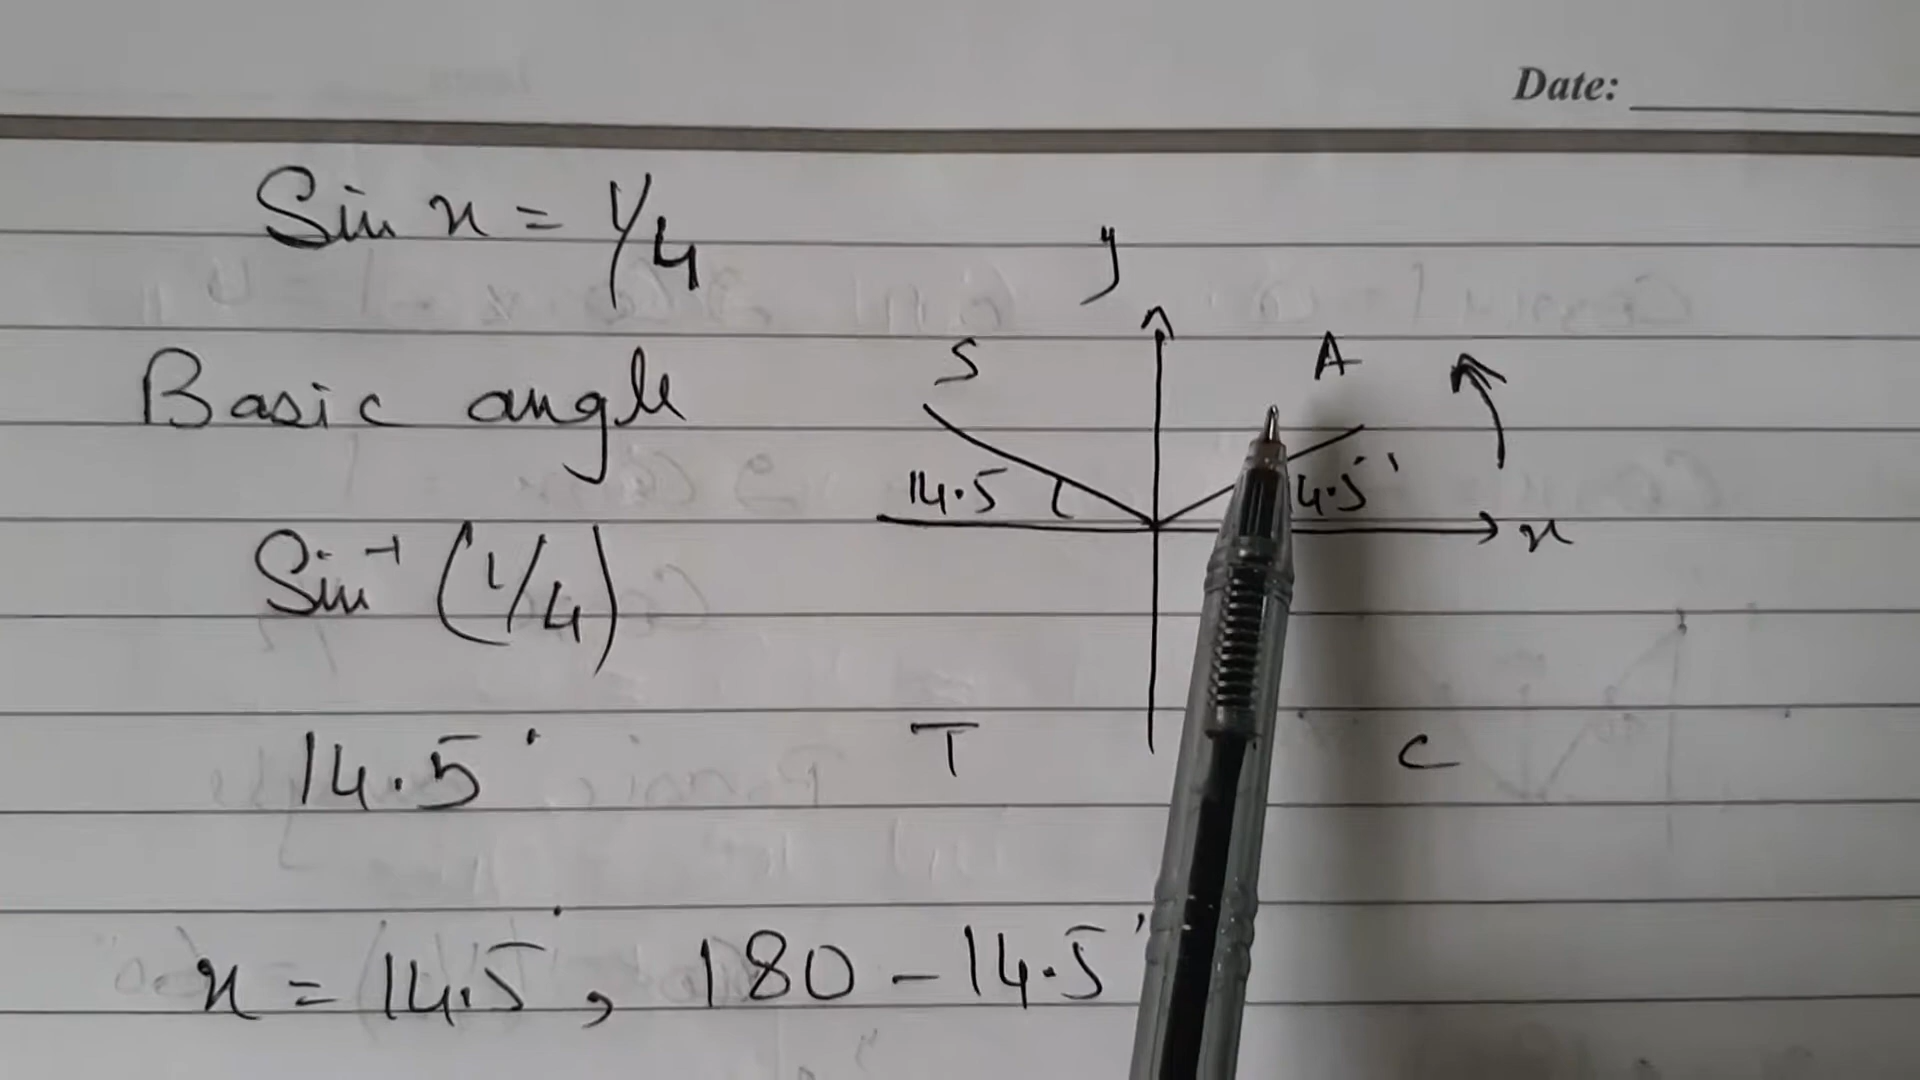 Date:
Sin x = 1/4
y
S A
Basic angle
14.5 14.5°
x
Sin⁻¹ (1/4)
T C
14.5°
x = 14.5°, 180 - 14.5°